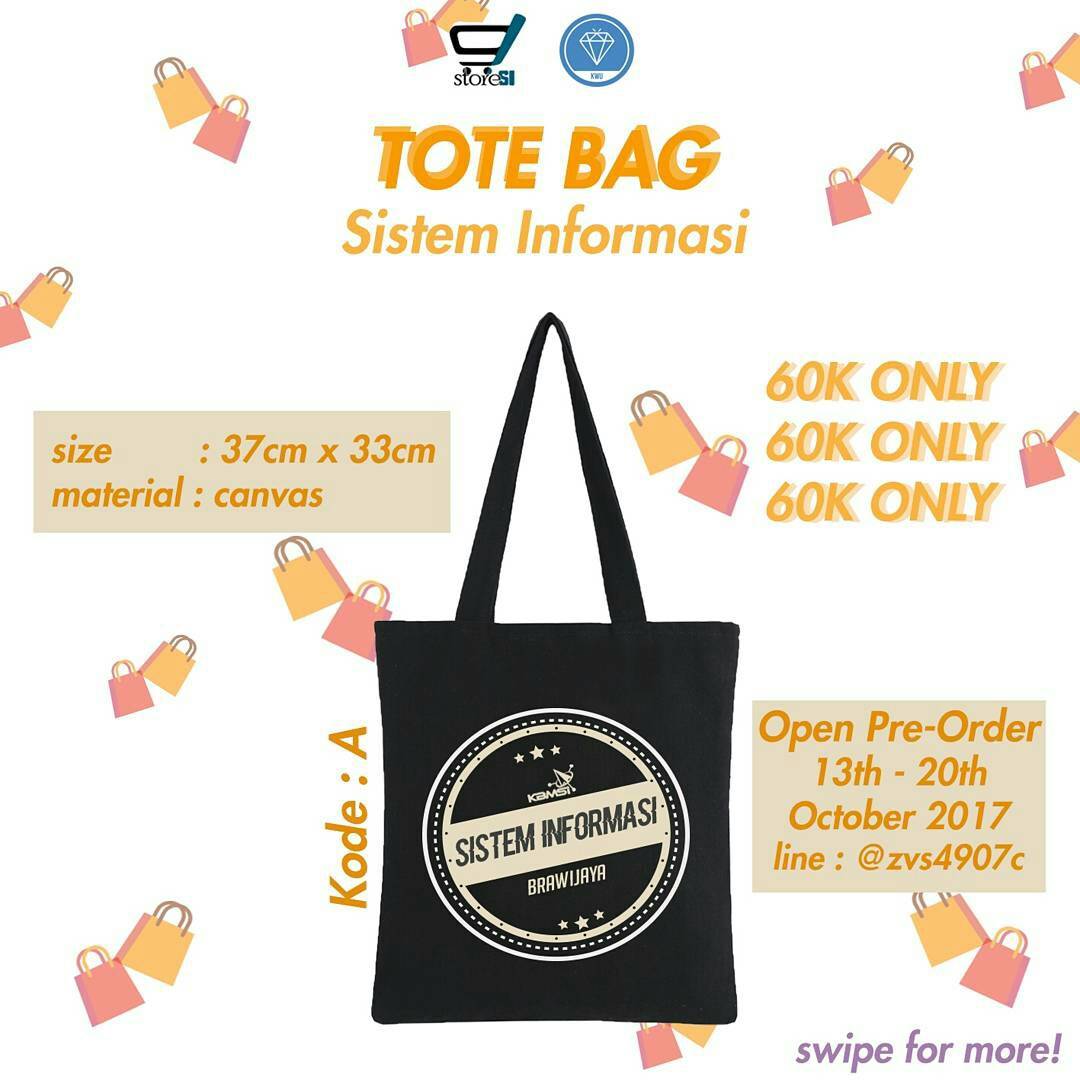 storeSI
KWU
TOTE BAG
Sistem Informasi
60K ONLY
60K ONLY
60K ONLY
size : 37cm x 33cm
material : canvas
Kode : A
KBMSI
SISTEM INFORMASI
BRAWIJAYA
Open Pre-Order
13th - 20th
October 2017
line : @zvs4907c
swipe for more!